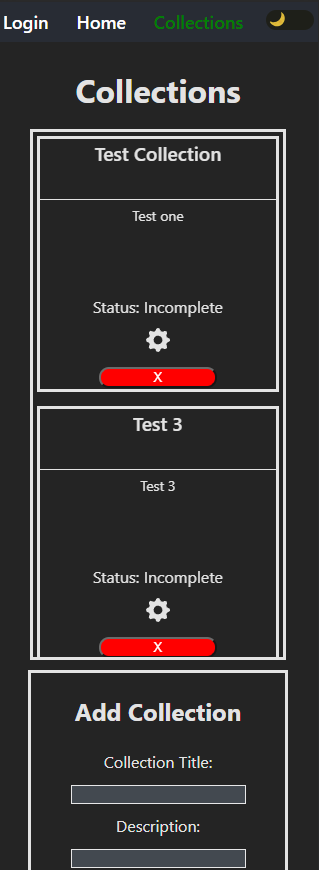 Login Home Collections
Collections
Test Collection
Test one
Status: Incomplete
X
Test 3
Test 3
Status: Incomplete
X
Add Collection
Collection Title:
Description: